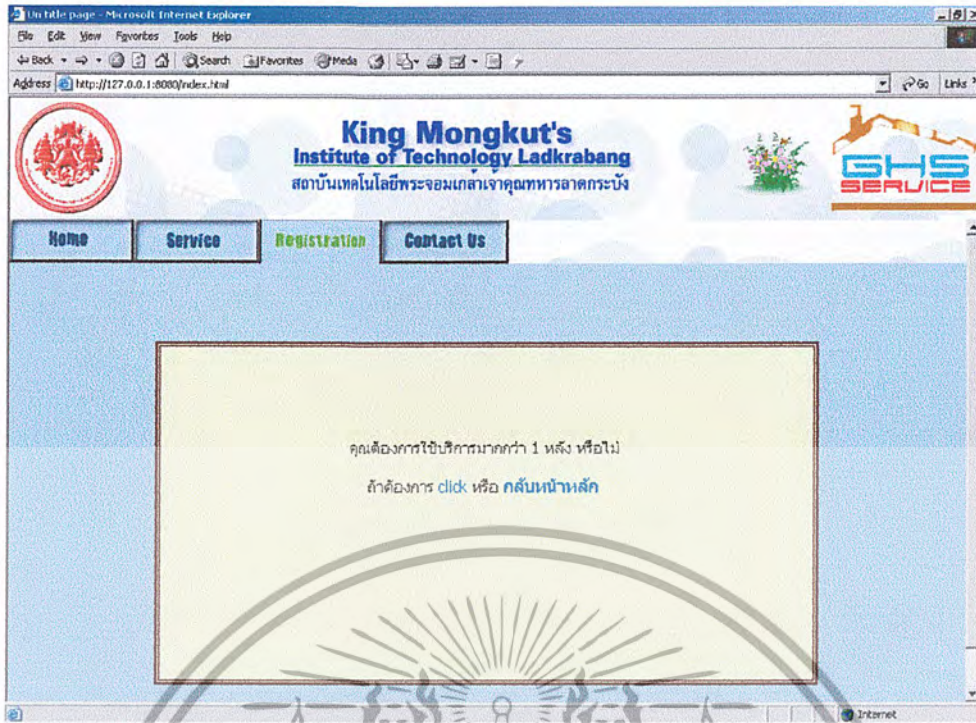 Un title page - Microsoft Internet Explorer
File Edit View Favorites Tools Help
Back Search Favorites Media
Address http://127.0.0.1:8080/index.html Go Links
King Mongkut's
Institute of Technology Ladkrabang
สถาบันเทคโนโลยีพระจอมเกล้าเจ้าคุณทหารลาดกระบัง
GHS
SERVICE
Home Service Registration Contact Us
คุณต้องการใช้บริการมากกว่า 1 หลัง หรือไม่
ถ้าต้องการ click หรือ กลับหน้าหลัก
Internet